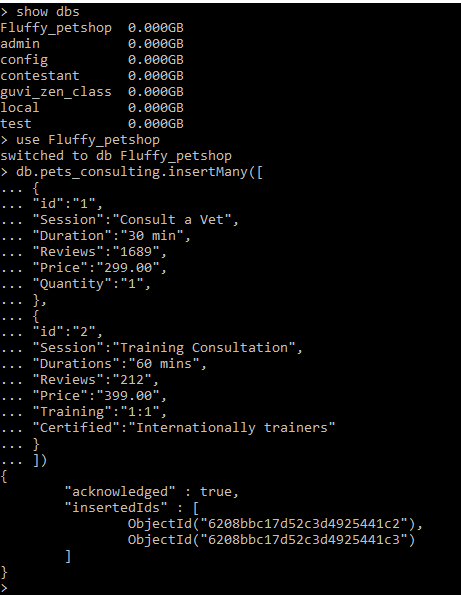 > show dbs
Fluffy_petshop  0.000GB
admin           0.000GB
config          0.000GB
contestant      0.000GB
guvi_zen_class  0.000GB
local           0.000GB
test            0.000GB
> use Fluffy_petshop
switched to db Fluffy_petshop
> db.pets_consulting.insertMany([
... {
... "id":"1",
... "Session":"Consult a Vet",
... "Duration":"30 min",
... "Reviews":"1689",
... "Price":"299.00",
... "Quantity":"1",
... },
... {
... "id":"2",
... "Session":"Training Consultation",
... "Durations":"60 mins",
... "Reviews":"212",
... "Price":"399.00",
... "Training":"1:1",
... "Certified":"Internationally trainers"
... }
... ])
{
        "acknowledged" : true,
        "insertedIds" : [
                ObjectId("6208bbc17d52c3d4925441c2"),
                ObjectId("6208bbc17d52c3d4925441c3")
        ]
}
>